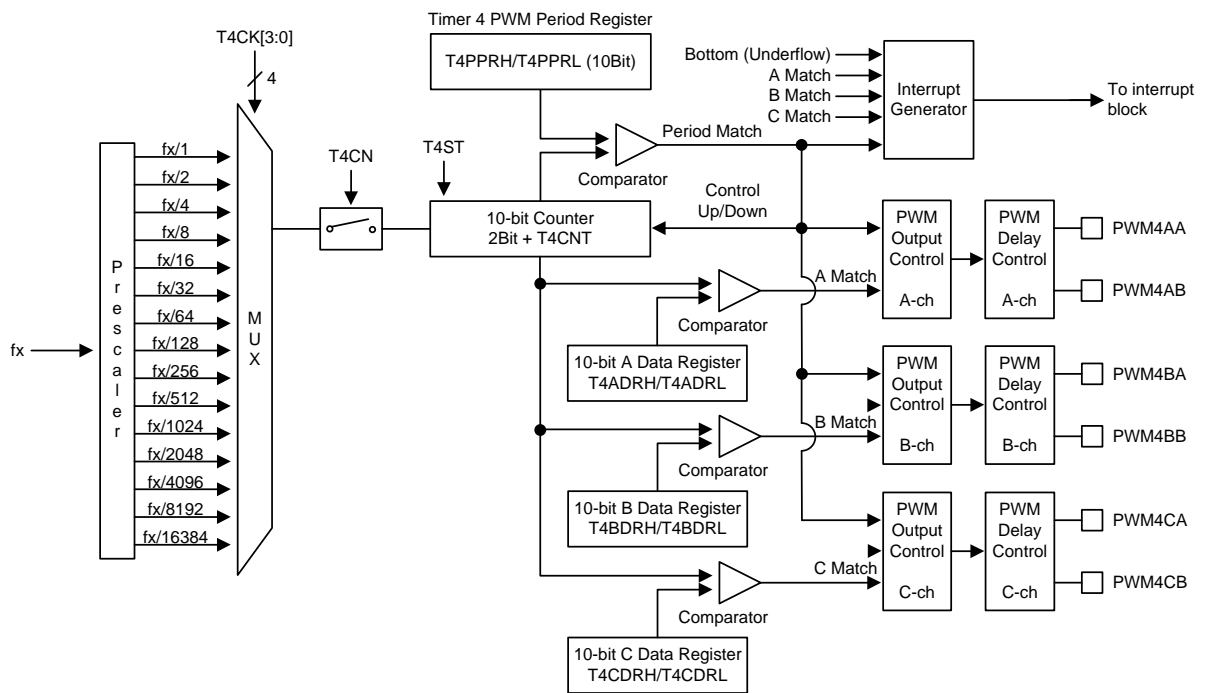 Timer 4 PWM Period Register
T4CK[3:0]
4
T4PPRH/T4PPRL (10Bit)
Bottom (Underflow)
A Match
B Match
C Match
Interrupt
Generator
To interrupt
block
Period Match
Comparator
fx
Prescaler
fx/1
fx/2
fx/4
fx/8
fx/16
fx/32
fx/64
fx/128
fx/256
fx/512
fx/1024
fx/2048
fx/4096
fx/8192
fx/16384
MUX
T4CN
T4ST
10-bit Counter
2Bit + T4CNT
Control
Up/Down
A Match
Comparator
10-bit A Data Register
T4ADRH/T4ADRL
PWM
Output
Control
A-ch
PWM
Delay
Control
A-ch
PWM4AA
PWM4AB
B Match
Comparator
10-bit B Data Register
T4BDRH/T4BDRL
PWM
Output
Control
B-ch
PWM
Delay
Control
B-ch
PWM4BA
PWM4BB
C Match
Comparator
10-bit C Data Register
T4CDRH/T4CDRL
PWM
Output
Control
C-ch
PWM
Delay
Control
C-ch
PWM4CA
PWM4CB